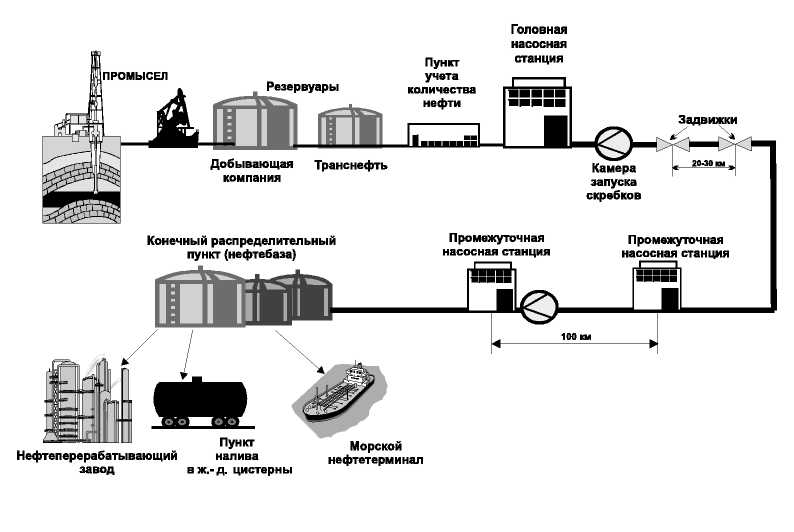 ПРОМЫСЕЛ
Резервуары
Добывающая
компания
Транснефть
Пункт
учета
количества
нефти
Головная
насосная
станция
Камера
запуска
скребков
Задвижки
20-30 км
Промежуточная
насосная станция
Промежуточная
насосная станция
100 км
Конечный распределительный
пункт (нефтебаза)
Нефтеперерабатывающий
завод
Пункт
налива
в ж.- д. цистерны
Морской
нефтетерминал